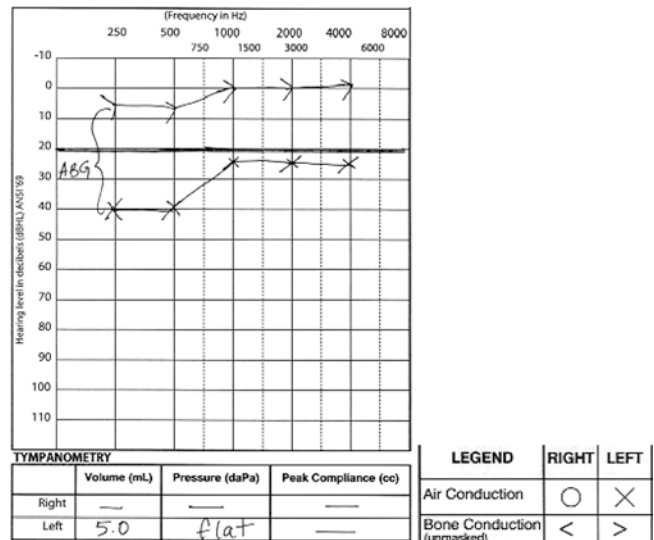 (Frequency in Hz)
250 500 1000 2000 4000 8000
750 1500 3000 6000
-10
0
10
20
ABG
30
40
50
60
70
80
90
100
110
Hearing level in decibels (dBHL) ANSI '69
TYMPANOMETRY
Volume (mL) Pressure (daPa) Peak Compliance (cc)
Right — — —
Left 5.0 flat —
LEGEND RIGHT LEFT
Air Conduction O X
Bone Conduction < >
(unmasked)